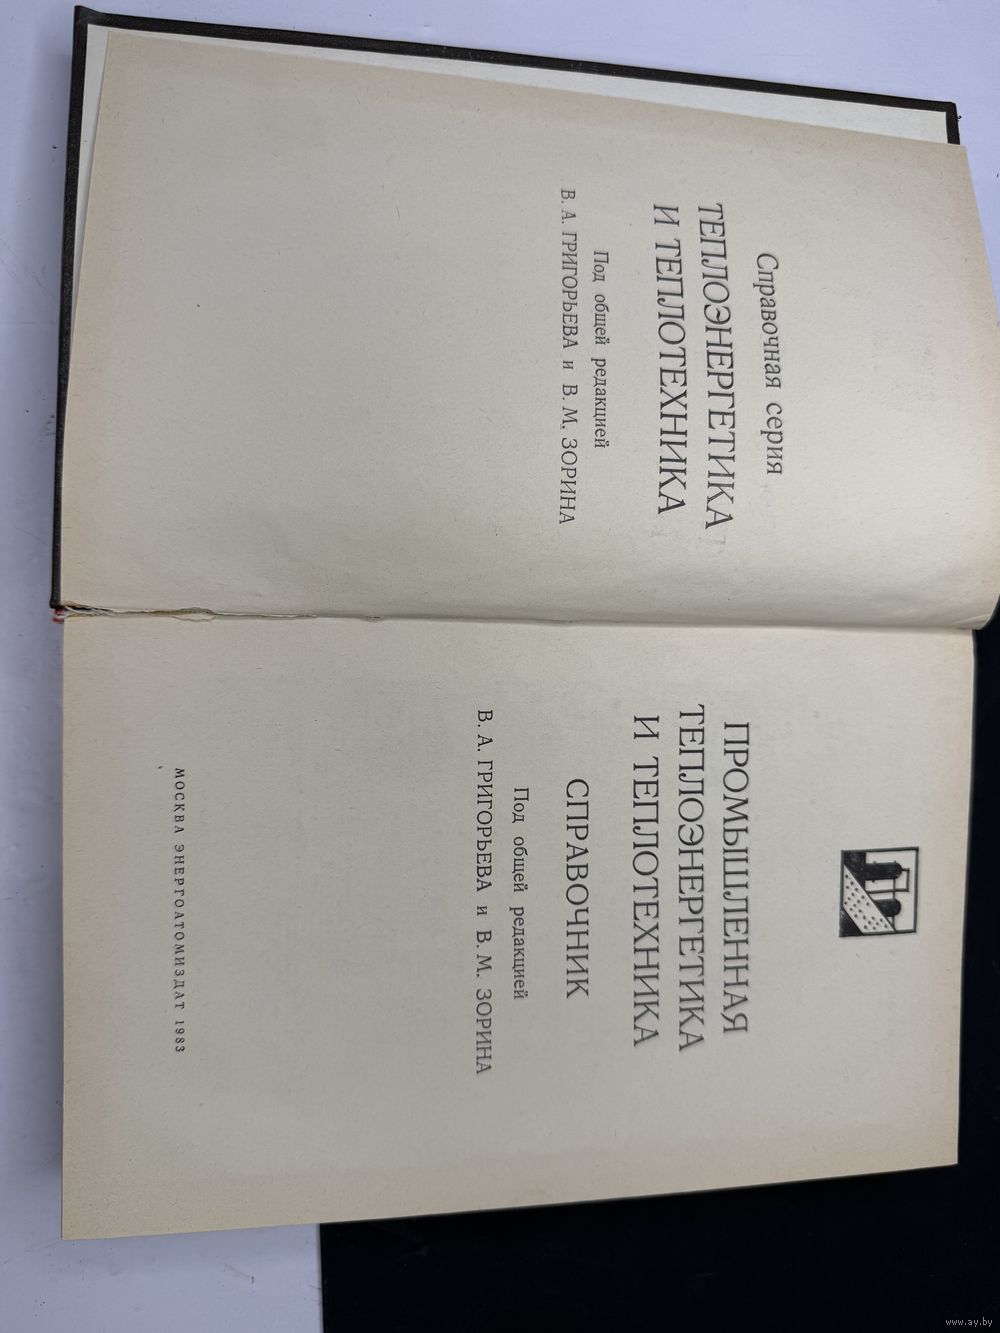 Справочная серия
ТЕПЛОЭНЕРГЕТИКА
И ТЕПЛОТЕХНИКА
Под общей редакцией
В. А. ГРИГОРЬЕВА и В. М. ЗОРИНА
ПРОМЫШЛЕННАЯ
ТЕПЛОЭНЕРГЕТИКА
И ТЕПЛОТЕХНИКА
СПРАВОЧНИК
Под общей редакцией
В. А. ГРИГОРЬЕВА и В. М. ЗОРИНА
МОСКВА ЭНЕРГОАТОМИЗДАТ 1983
www.ay.by